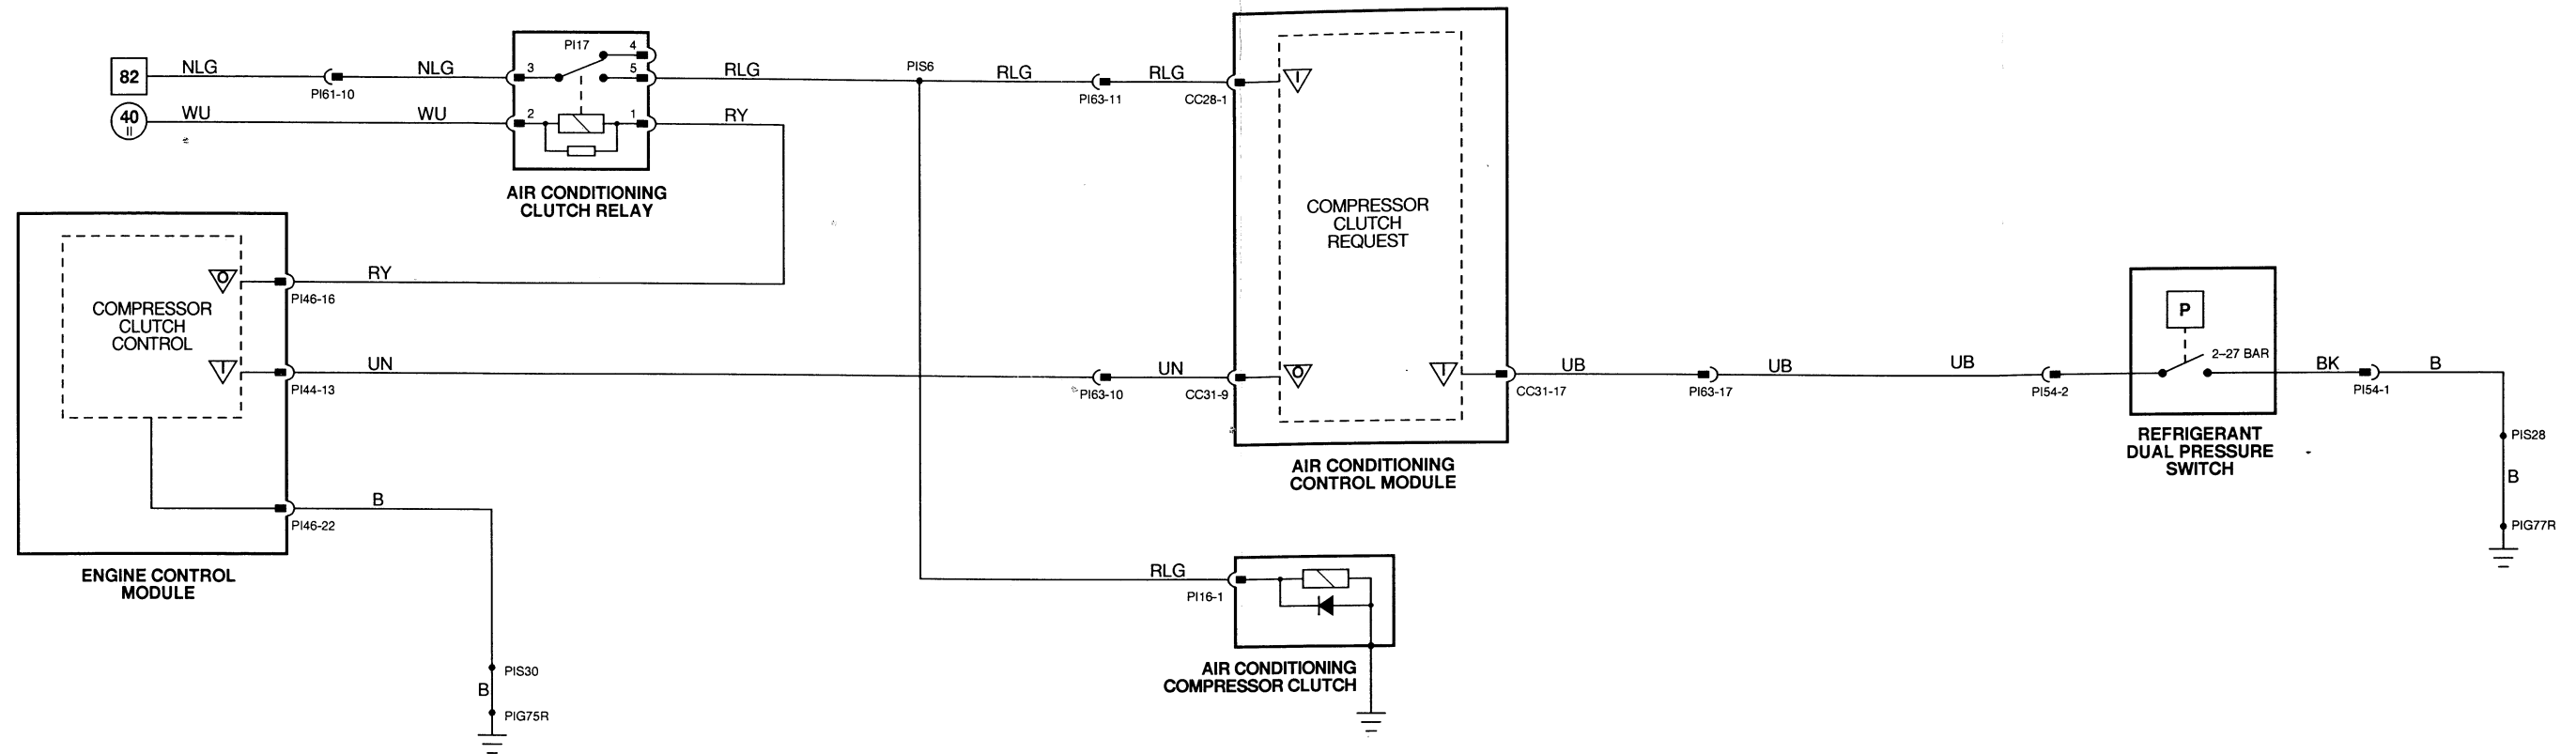 82
NLG
PI61-10
NLG
40
II
WU
WU
PI17
3
4
5
2
1
AIR CONDITIONING
CLUTCH RELAY
RLG
RY
PIS6
RLG
PI63-11
RLG
CC28-1
I
COMPRESSOR
CLUTCH
REQUEST
COMPRESSOR
CLUTCH
CONTROL
O
PI46-16
RY
I
PI44-13
UN
PI63-10
UN
CC31-9
O
I
CC31-17
UB
PI63-17
UB
UB
PI54-2
P
2–27 BAR
BK
PI54-1
B
REFRIGERANT
DUAL PRESSURE
SWITCH
PIS28
B
PIG77R
AIR CONDITIONING
CONTROL MODULE
PI46-22
B
ENGINE CONTROL
MODULE
PIS30
B
PIG75R
RLG
PI16-1
AIR CONDITIONING
COMPRESSOR CLUTCH